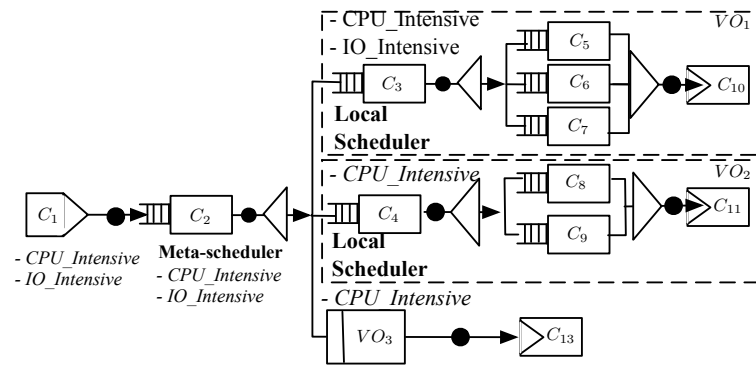 - CPU_Intensive
- IO_Intensive
VO1
C3
Local
Scheduler
C5
C6
C7
C10
- CPU_Intensive
VO2
C4
Local
Scheduler
C8
C9
C11
C1
- CPU_Intensive
- IO_Intensive
C2
Meta-scheduler
- CPU_Intensive
- IO_Intensive
- CPU_Intensive
VO3
C13